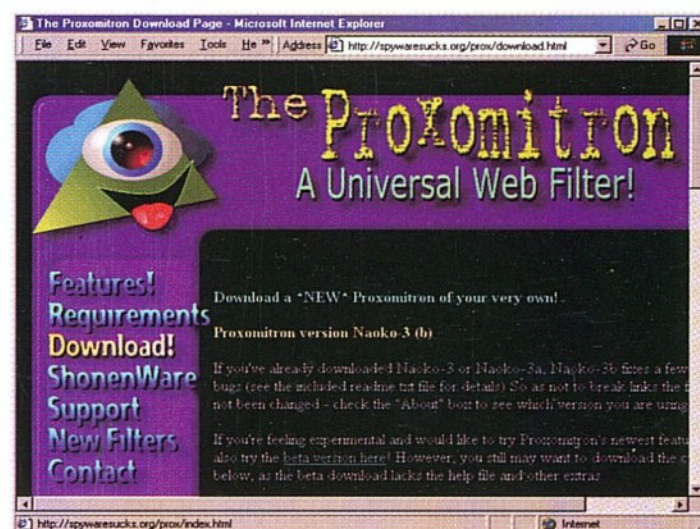 The Proxomitron Download Page - Microsoft Internet Explorer
File Edit View Favorites Tools He » Address http://spywaresucks.org/prox/download.html Go
The Proxomitron
A Universal Web Filter!
Features!
Requirements
Download!
ShonenWare
Support
New Filters
Contact
Download a *NEW* Proxomitron of your very own!
Proxomitron version Naoko-3 (b)
If you've already downloaded Naoko-3 or Naoko-3a, Naoko-3b fixes a few
bugs (see the included readme.txt file for details) So as not to break links the
not been changed - check the "About" box to see which version you are using
If you're feeling experimental and would like to try Proxomitron's newest featu
also try the beta version here! However, you still may want to download the
below, as the beta download lacks the help file and other extras
http://spywaresucks.org/prox/index.html Internet